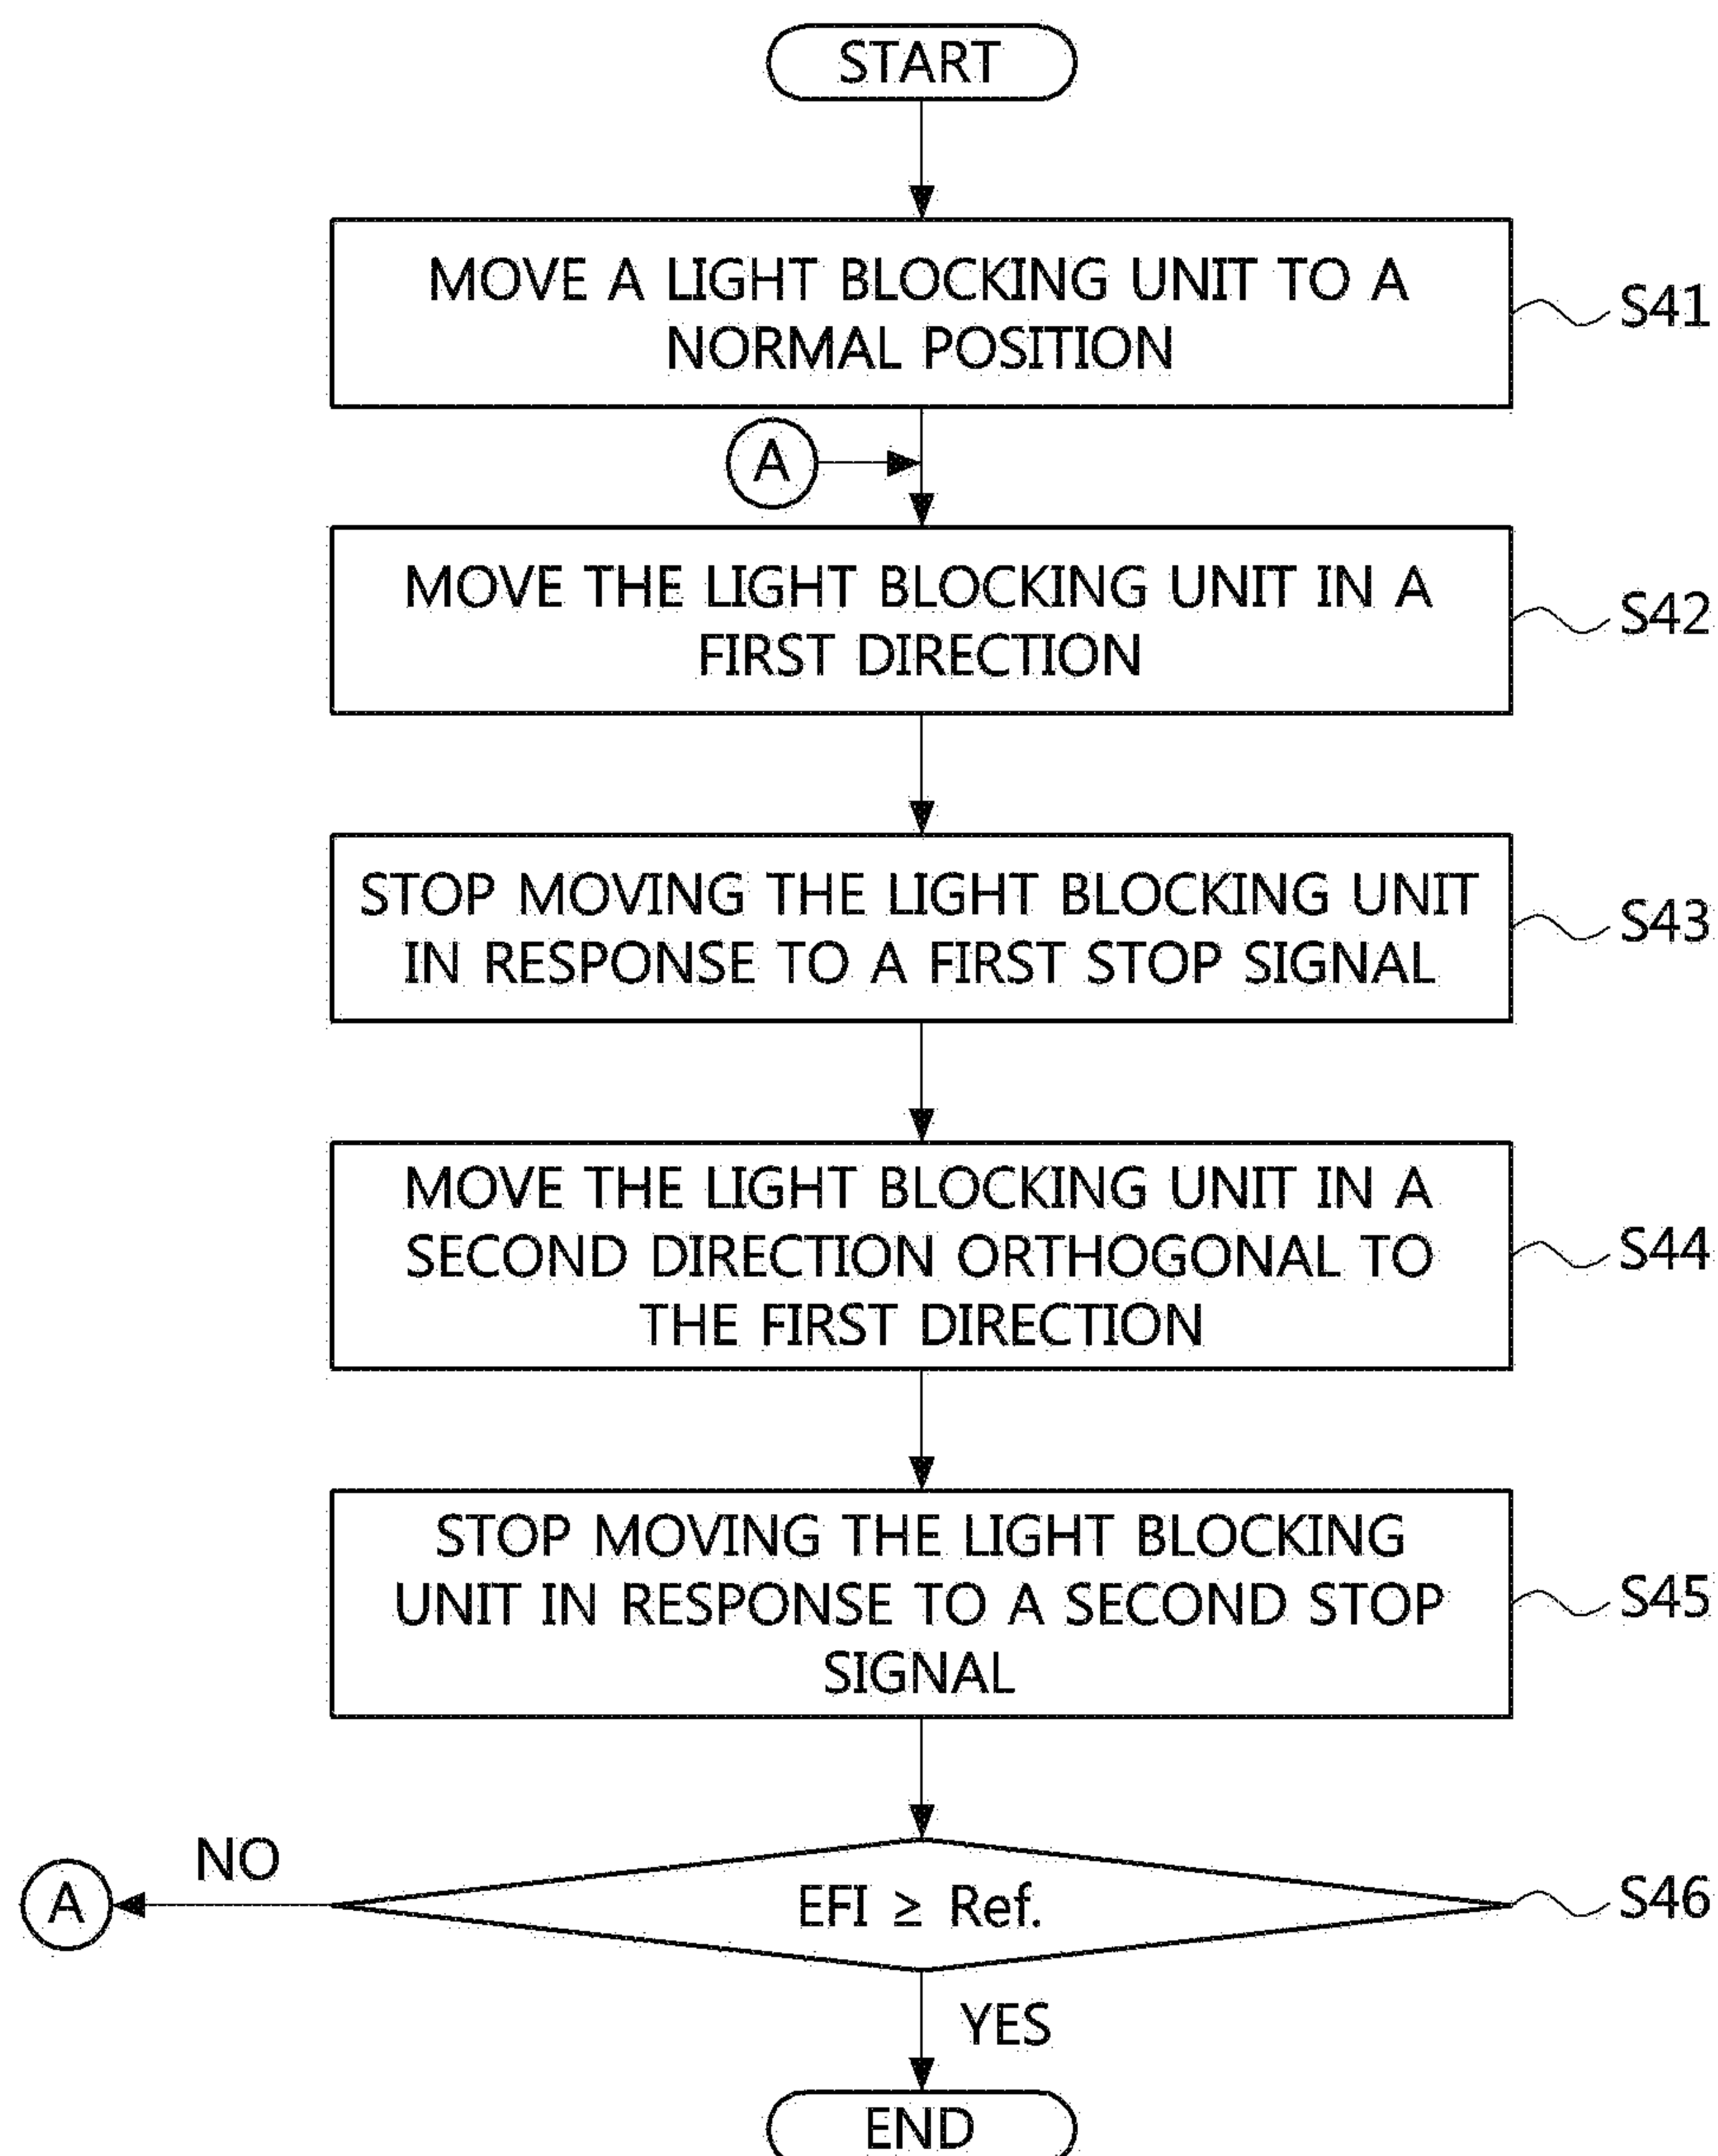 START
MOVE A LIGHT BLOCKING UNIT TO A
NORMAL POSITION
S41
A
MOVE THE LIGHT BLOCKING UNIT IN A
FIRST DIRECTION
S42
STOP MOVING THE LIGHT BLOCKING UNIT
IN RESPONSE TO A FIRST STOP SIGNAL
S43
MOVE THE LIGHT BLOCKING UNIT IN A
SECOND DIRECTION ORTHOGONAL TO
THE FIRST DIRECTION
S44
STOP MOVING THE LIGHT BLOCKING
UNIT IN RESPONSE TO A SECOND STOP
SIGNAL
S45
NO
A
EFI ≥ Ref.
S46
YES
END